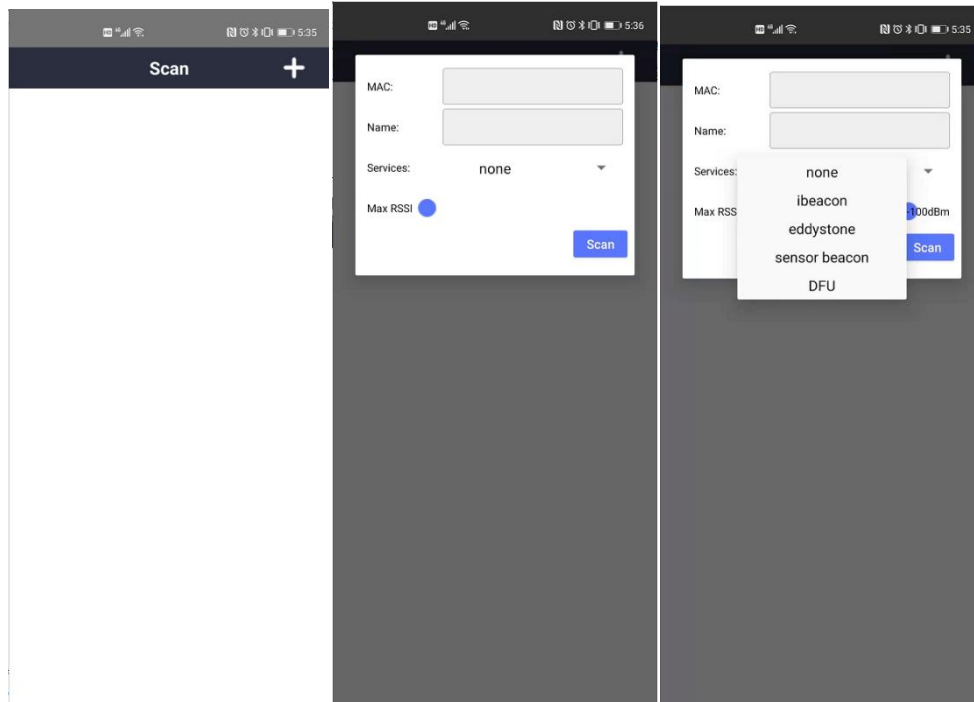 5:35
Scan +
5:36
MAC:
Name:
Services: none
Max RSSI
Scan
5:35
MAC:
Name:
Services:
none
ibeacon
eddystone
sensor beacon
DFU
Max RSS
-100dBm
Scan